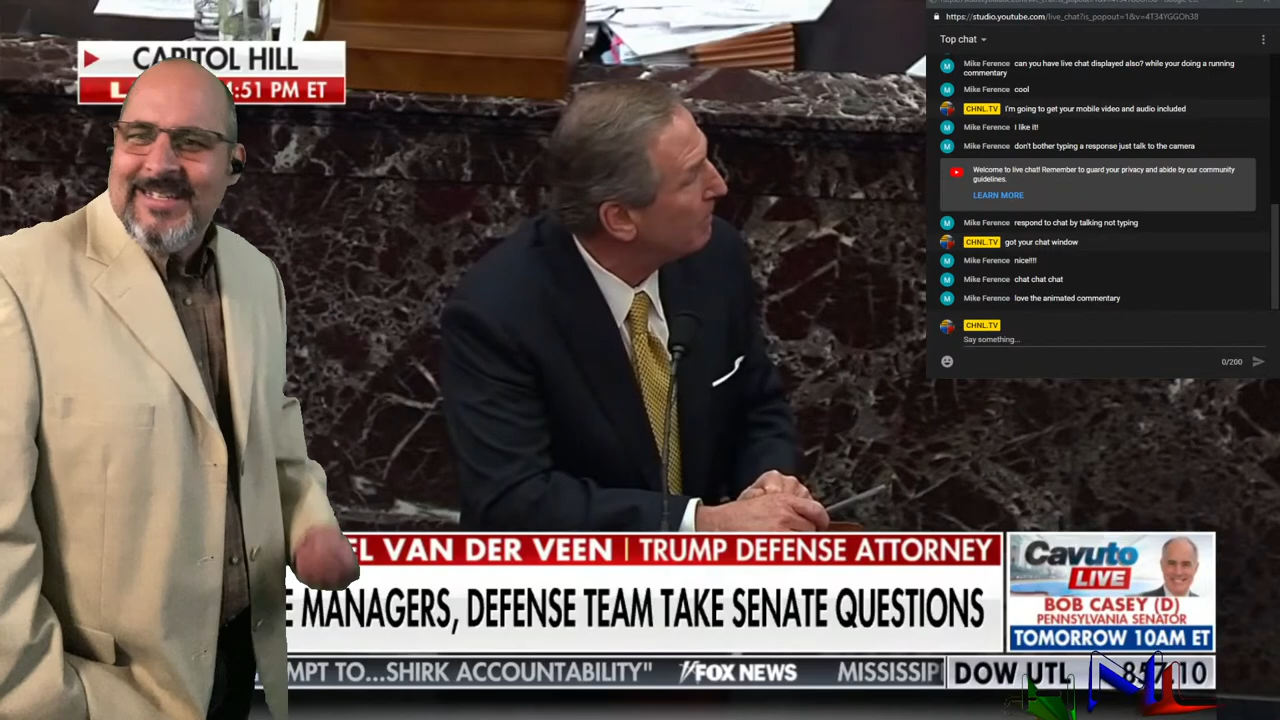 CAPITOL HILL
:51 PM ET
https://studio.youtube.com/live_chat?is_popout=1&v=4T34YGGOh38
Top chat
Mike Ference can you have live chat displayed also? while your doing a running
commentary
Mike Ference cool
CHNL.TV I'm going to get your mobile video and audio included
Mike Ference I like it!
Mike Ference don't bother typing a response just talk to the camera
Welcome to live chat! Remember to guard your privacy and abide by our community
guidelines.
LEARN MORE
Mike Ference respond to chat by talking not typing
CHNL.TV got your chat window
Mike Ference nice!!!!
Mike Ference chat chat chat
Mike Ference love the animated commentary
CHNL.TV
Say something...
0/200
EL VAN DER VEEN | TRUMP DEFENSE ATTORNEY
E MANAGERS, DEFENSE TEAM TAKE SENATE QUESTIONS
Cavuto
LIVE
BOB CASEY (D)
PENNSYLVANIA SENATOR
TOMORROW 10AM ET
MPT TO...SHIRK ACCOUNTABILITY" FOX NEWS MISSISSIP
DOW UTL